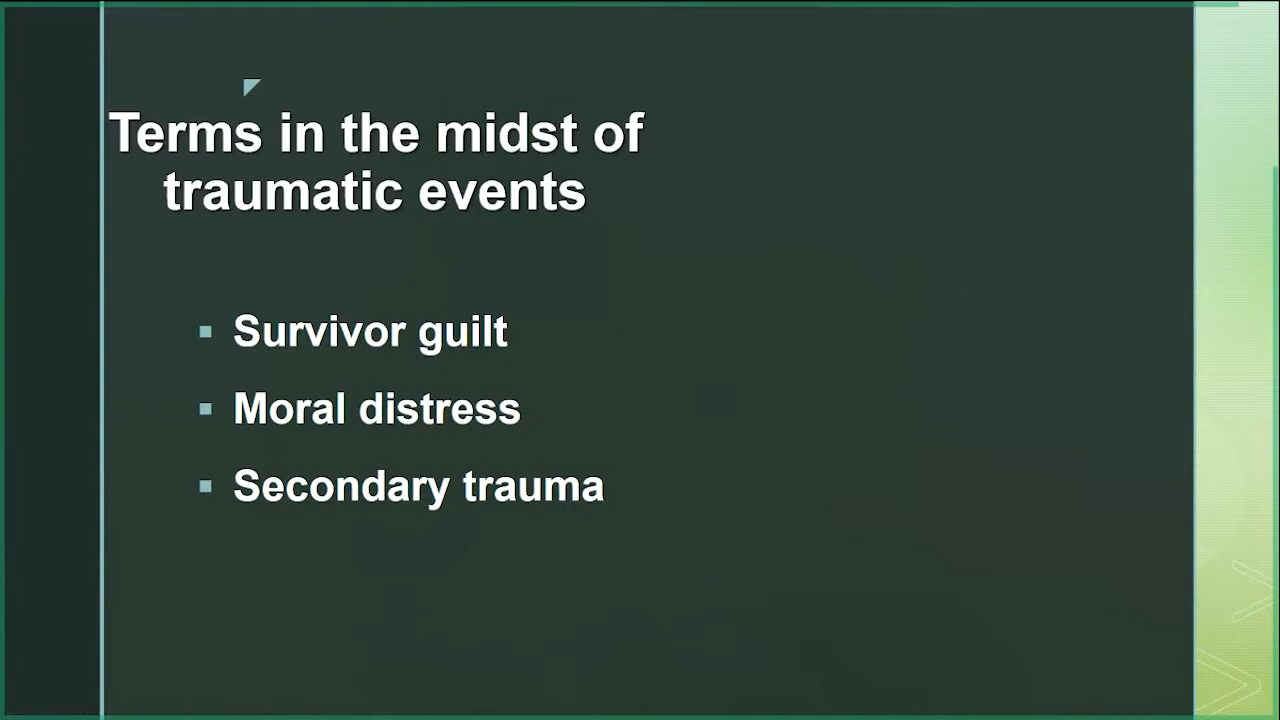 Terms in the midst of
traumatic events
Survivor guilt
Moral distress
Secondary trauma